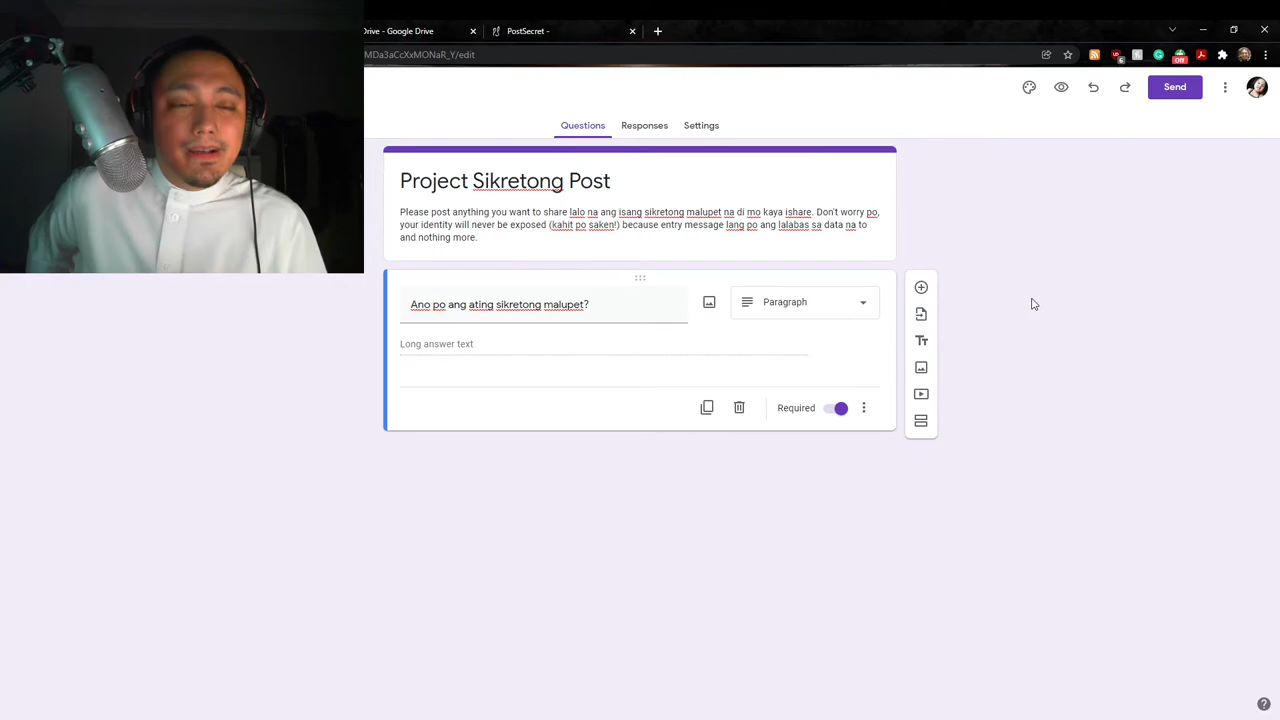 Drive - Google Drive
PostSecret -
MDa3aCcXxMONaR_Y/edit
6
Off
Send
Questions
Responses
Settings
Project Sikretong Post
Please post anything you want to share lalo na ang isang sikretong malupet na di mo kaya ishare. Don't worry po,
your identity will never be exposed (kahit po saken!) because entry message lang po ang lalabas sa data na to
and nothing more.
Ano po ang ating sikretong malupet?
Paragraph
Long answer text
Required